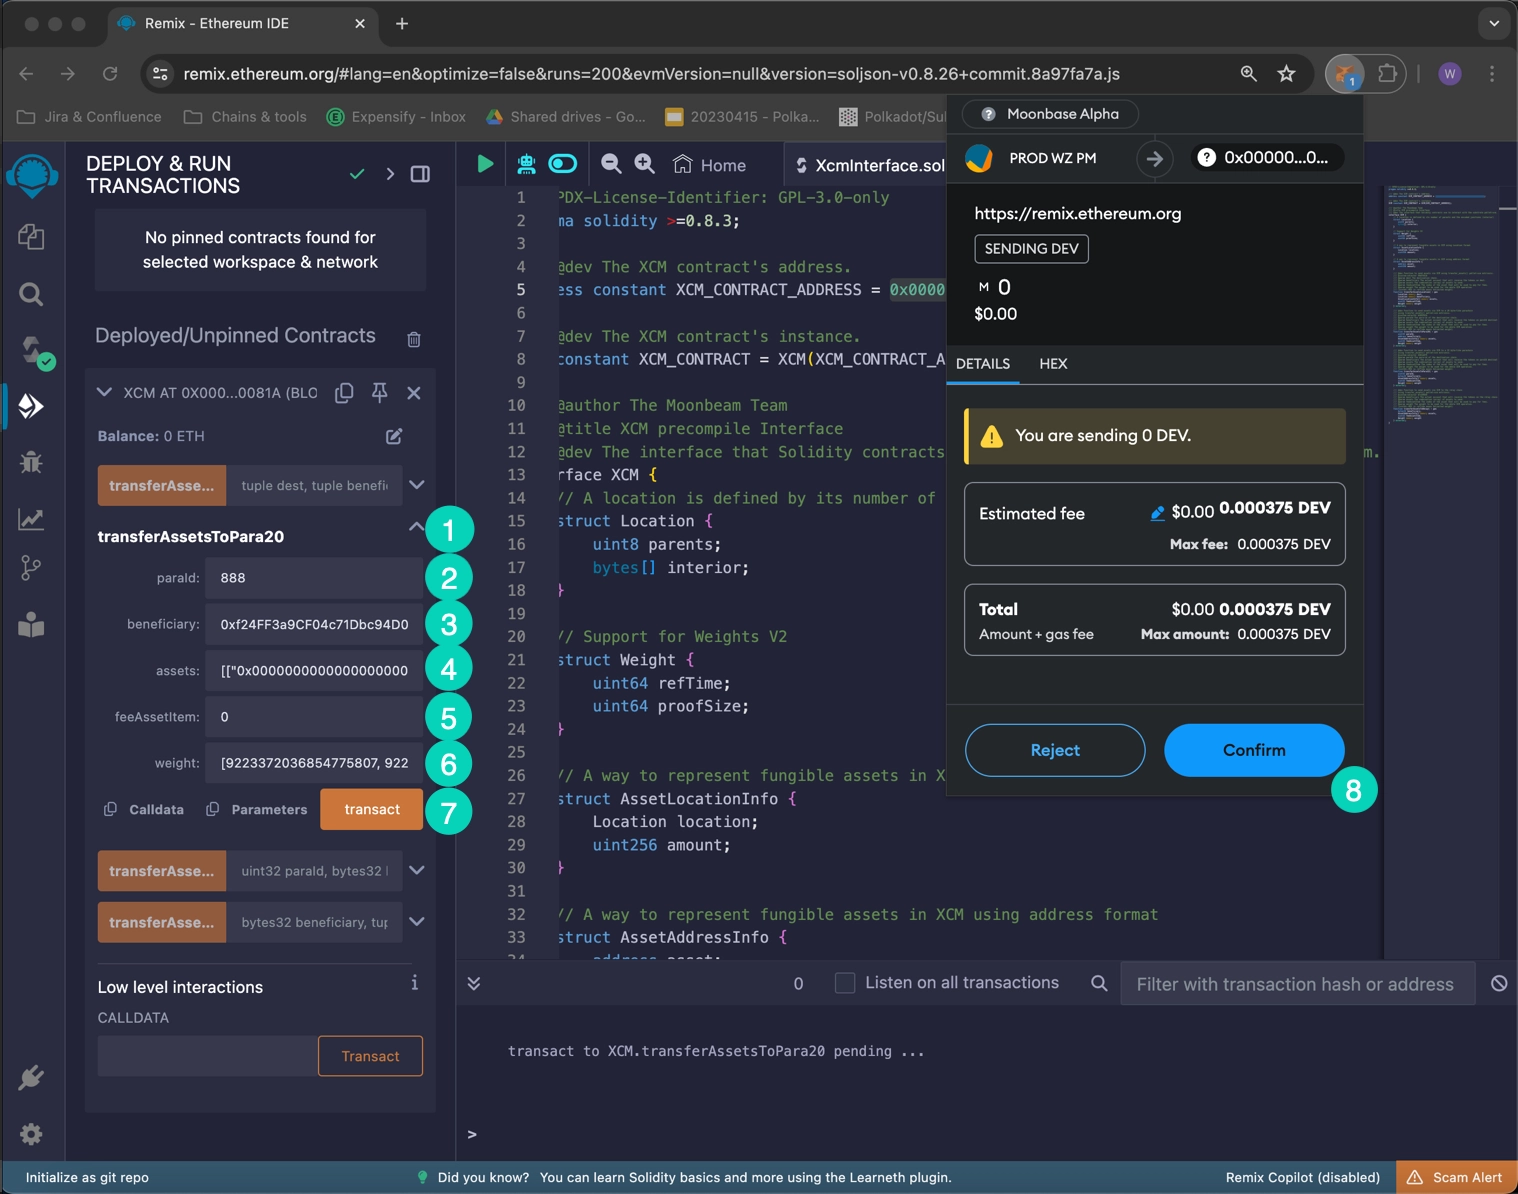 Remix - Ethereum IDE
remix.ethereum.org/#lang=en&optimize=false&runs=200&evmVersion=null&version=soljson-v0.8.26+commit.8a97fa7a.js
1
W
Jira & Confluence
Chains & tools
Expensify - Inbox
Shared drives - Go...
20230415 - Polka...
Polkadot/Su
DEPLOY & RUN
TRANSACTIONS
No pinned contracts found for
selected workspace & network
Deployed/Unpinned Contracts
XCM AT 0X000...0081A (BLO
Balance: 0 ETH
transferAsse...
tuple dest, tuple benefi
transferAssetsToPara20
1
paraId: 888
2
beneficiary: 0xf24FF3a9CF04c71Dbc94D0
3
assets: [["0x0000000000000000000
4
feeAssetItem: 0
5
weight: [9223372036854775807, 922
6
Calldata Parameters transact
7
transferAsse...
uint32 paraId, bytes32
transferAsse...
bytes32 beneficiary, tup
Low level interactions
i
CALLDATA
Transact
Home
XcmInterface.sol
1 PDX-License-Identifier: GPL-3.0-only
2 ma solidity >=0.8.3;
3
4 @dev The XCM contract's address.
5 ess constant XCM_CONTRACT_ADDRESS = 0x0000
6
7 @dev The XCM contract's instance.
8 constant XCM_CONTRACT = XCM(XCM_CONTRACT_A
9
10 @author The Moonbeam Team
11 @title XCM precompile Interface
12 @dev The interface that Solidity contracts m.
13 rface XCM {
14 // A location is defined by its number of
15 struct Location {
16 uint8 parents;
17 bytes[] interior;
18 }
19
20 // Support for Weights V2
21 struct Weight {
22 uint64 refTime;
23 uint64 proofSize;
24 }
25
26 // A way to represent fungible assets in X
27 struct AssetLocationInfo {
28 Location location;
29 uint256 amount;
30 }
31
32 // A way to represent fungible assets in XCM using address format
33 struct AssetAddressInfo {
34 address asset;
Moonbase Alpha
PROD WZ PM
0x00000...0...
https://remix.ethereum.org
SENDING DEV
M 0
$0.00
DETAILS HEX
You are sending 0 DEV.
Estimated fee $0.00 0.000375 DEV
Max fee: 0.000375 DEV
Total $0.00 0.000375 DEV
Amount + gas fee Max amount: 0.000375 DEV
Reject Confirm
8
0 Listen on all transactions Filter with transaction hash or address
transact to XCM.transferAssetsToPara20 pending ...
>
Initialize as git repo
Did you know? You can learn Solidity basics and more using the Learneth plugin.
Remix Copilot (disabled)
Scam Alert